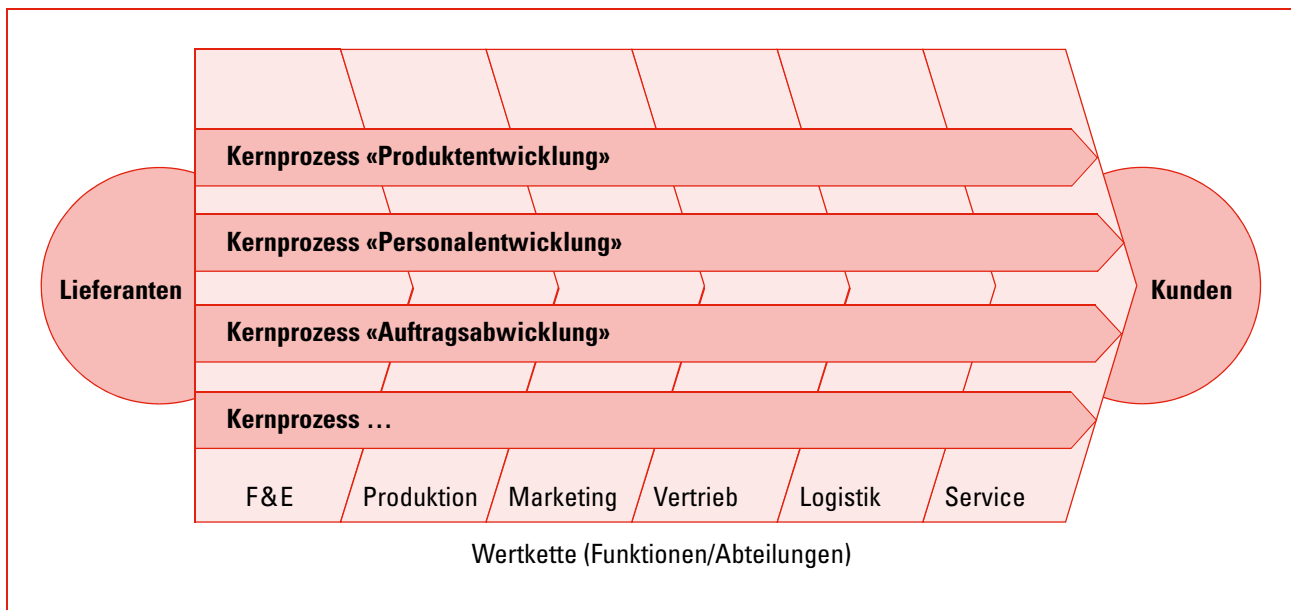 Kernprozess «Produktentwicklung»
Kernprozess «Personalentwicklung»
Lieferanten
Kunden
Kernprozess «Auftragsabwicklung»
Kernprozess …
F&E Produktion Marketing Vertrieb Logistik Service
Wertkette (Funktionen/Abteilungen)